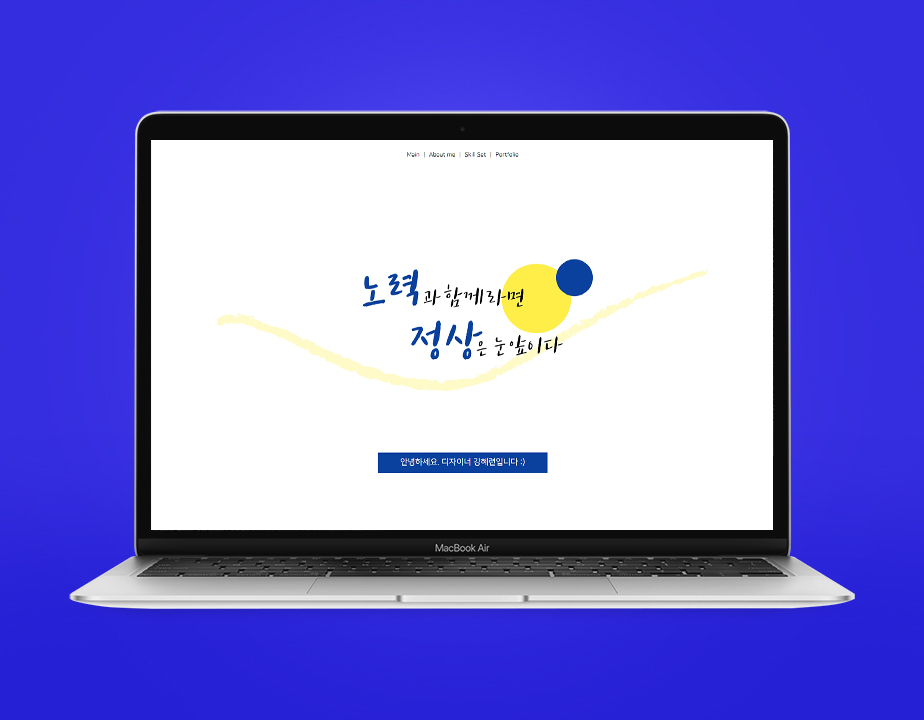 Main | About me | Skill Set | Portfolio
노력과 함께라면
정상은 눈앞이다
안녕하세요. 디자이너 김혜련입니다 :)
MacBook Air